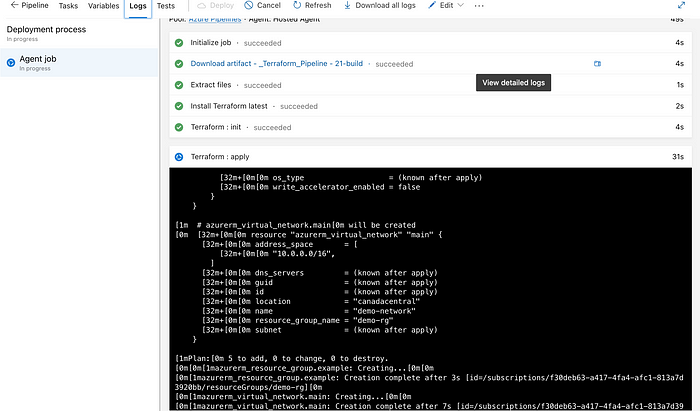 Pipeline Tasks Variables Logs Tests Deploy Cancel Refresh Download all logs Edit ...
Deployment process
In progress
Agent job
In progress
Pool: Azure Pipelines · Agent: Hosted Agent 49s
Initialize job · succeeded 4s
Download artifact - _Terraform_Pipeline - 21-build · succeeded 4s
View detailed logs
Extract files · succeeded 1s
Install Terraform latest · succeeded 2s
Terraform : init · succeeded 4s
Terraform : apply 31s
[32m+[0m[0m os_type = (known after apply)
[32m+[0m[0m write_accelerator_enabled = false
}
}
[1m # azurerm_virtual_network.main[0m will be created
[0m [32m+[0m[0m resource "azurerm_virtual_network" "main" {
[32m+[0m[0m address_space = [
[32m+[0m[0m "10.0.0.0/16",
]
[32m+[0m[0m dns_servers = (known after apply)
[32m+[0m[0m guid = (known after apply)
[32m+[0m[0m id = (known after apply)
[32m+[0m[0m location = "canadacentral"
[32m+[0m[0m name = "demo-network"
[32m+[0m[0m resource_group_name = "demo-rg"
[32m+[0m[0m subnet = (known after apply)
}
[1mPlan:[0m 5 to add, 0 to change, 0 to destroy.
[0m[0m[1mazurerm_resource_group.example: Creating...[0m[0m
[0m[1mazurerm_resource_group.example: Creation complete after 3s [id=/subscriptions/f30deb63-a417-4fa4-afc1-813a7d
3920bb/resourceGroups/demo-rg][0m
[0m[1mazurerm_virtual_network.main: Creating...[0m[0m
[0m[1mazurerm_virtual_network.main: Creation complete after 7s [id=/subscriptions/f30deb63-a417-4fa4-afc1-813a7d39